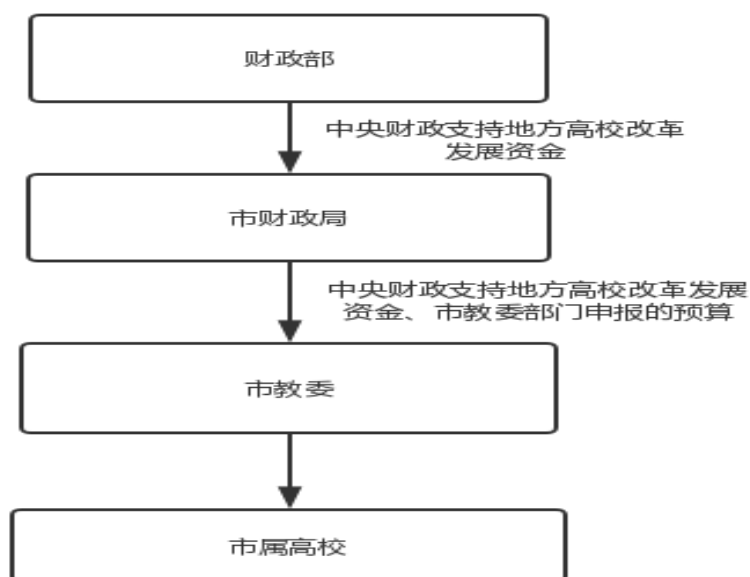 财政部
中央财政支持地方高校改革
发展资金
市财政局
中央财政支持地方高校改革发展
资金、市教委部门申报的预算
市教委
市属高校